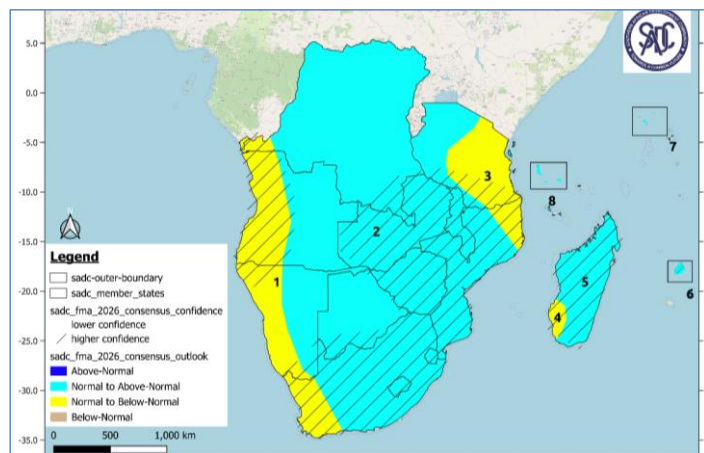 5.0
0.0
-5.0
-10.0
-15.0
-20.0
-25.0
-30.0
-35.0
SADC
1
2
3
4
5
6
7
8
Legend
sadc-outer-boundary
sadc_member_states
sadc_fma_2026_consensus_confidence
lower confidence
higher confidence
sadc_fma_2026_consensus_outlook
Above-Normal
Normal to Above-Normal
Normal to Below-Normal
Below-Normal
0 500 1,000 km